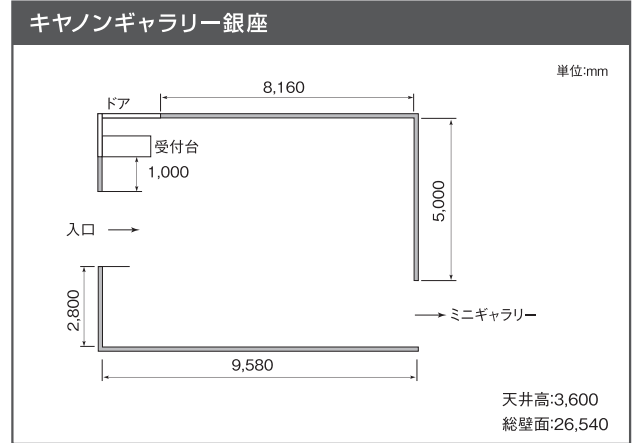 キヤノンギャラリー銀座
単位:mm
8,160
ドア
受付台
1,000
5,000
入口
2,800
ミニギャラリー
9,580
天井高:3,600
総壁面:26,540